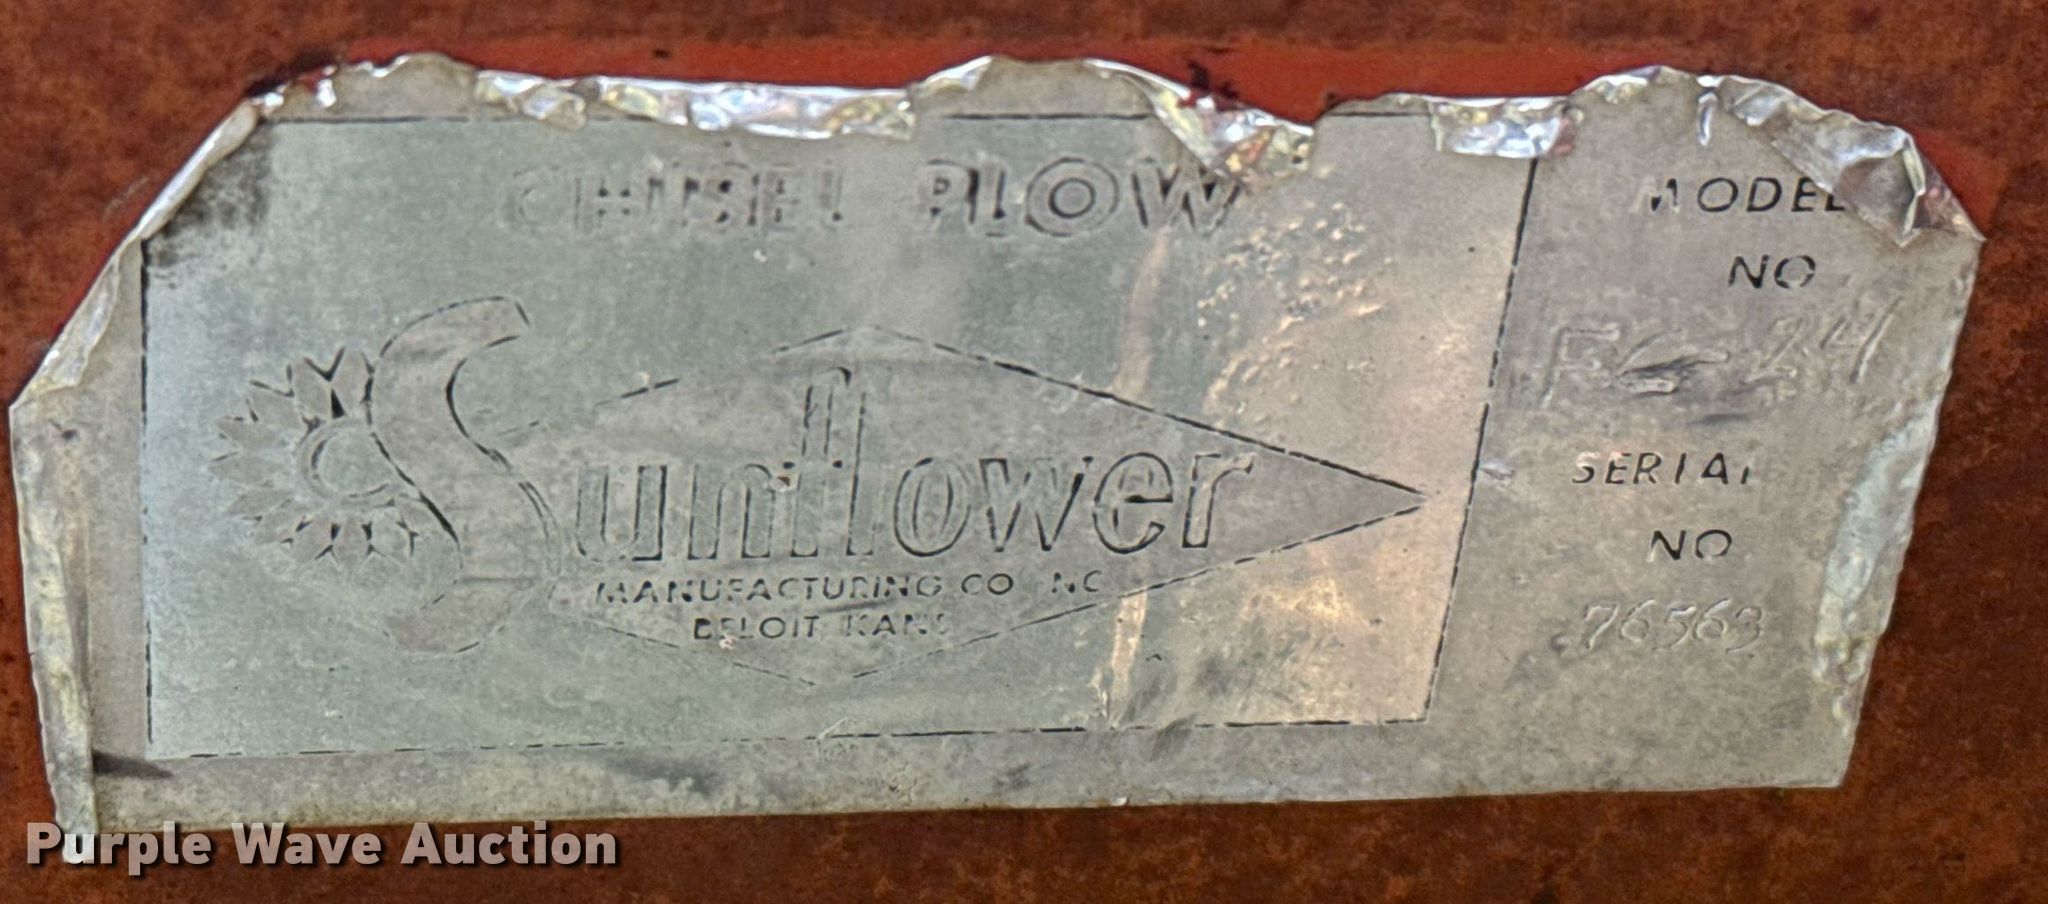 CHISEL PLOW
Sunflower
MANUFACTURING CO INC
BELOIT KANS
MODEL
NO
SERIAL
NO
76563
Purple Wave Auction